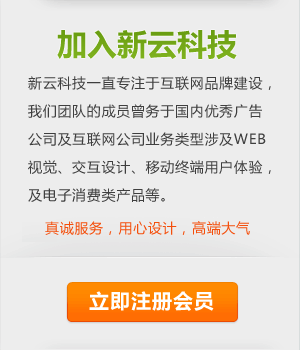 加入新云科技
新云科技一直专注于互联网品牌建设，
我们团队的成员曾务于国内优秀广告
公司及互联网公司业务类型涉及WEB
视觉、交互设计、移动终端用户体验，
及电子消费类产品等。
真诚服务，用心设计，高端大气
立即注册会员